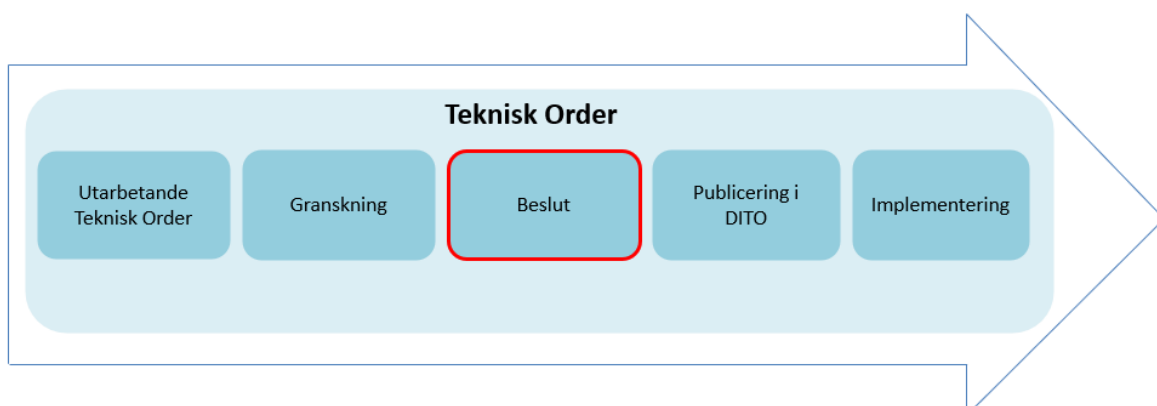 Teknisk Order
Utarbetande
Teknisk Order
Granskning
Beslut
Publicering i
DITO
Implementering